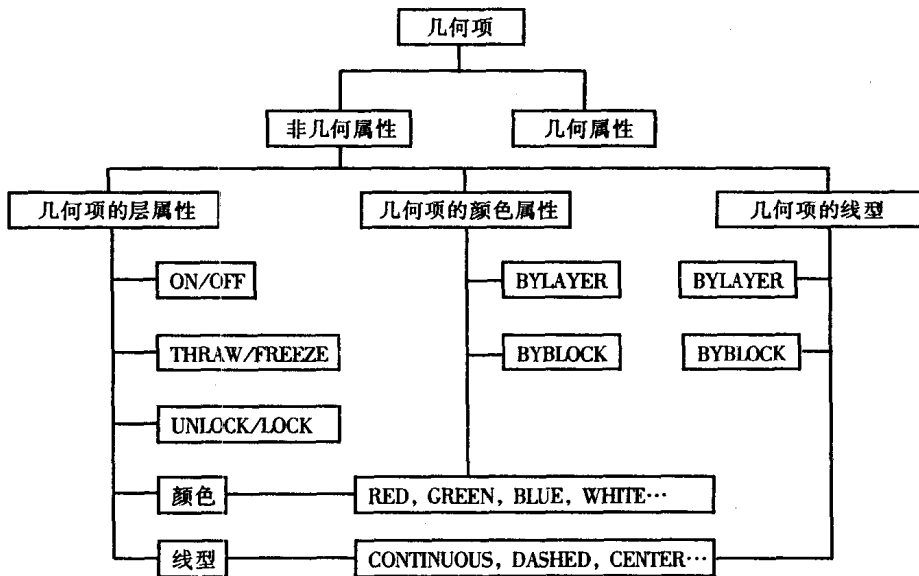 几何项
非几何属性 几何属性
几何项的层属性 几何项的颜色属性 几何项的线型
ON/OFF BYLAYER BYLAYER
THRAW/FREEZE BYBLOCK BYBLOCK
UNLOCK/LOCK
颜色 RED, GREEN, BLUE, WHITE…
线型 CONTINUOUS, DASHED, CENTER…